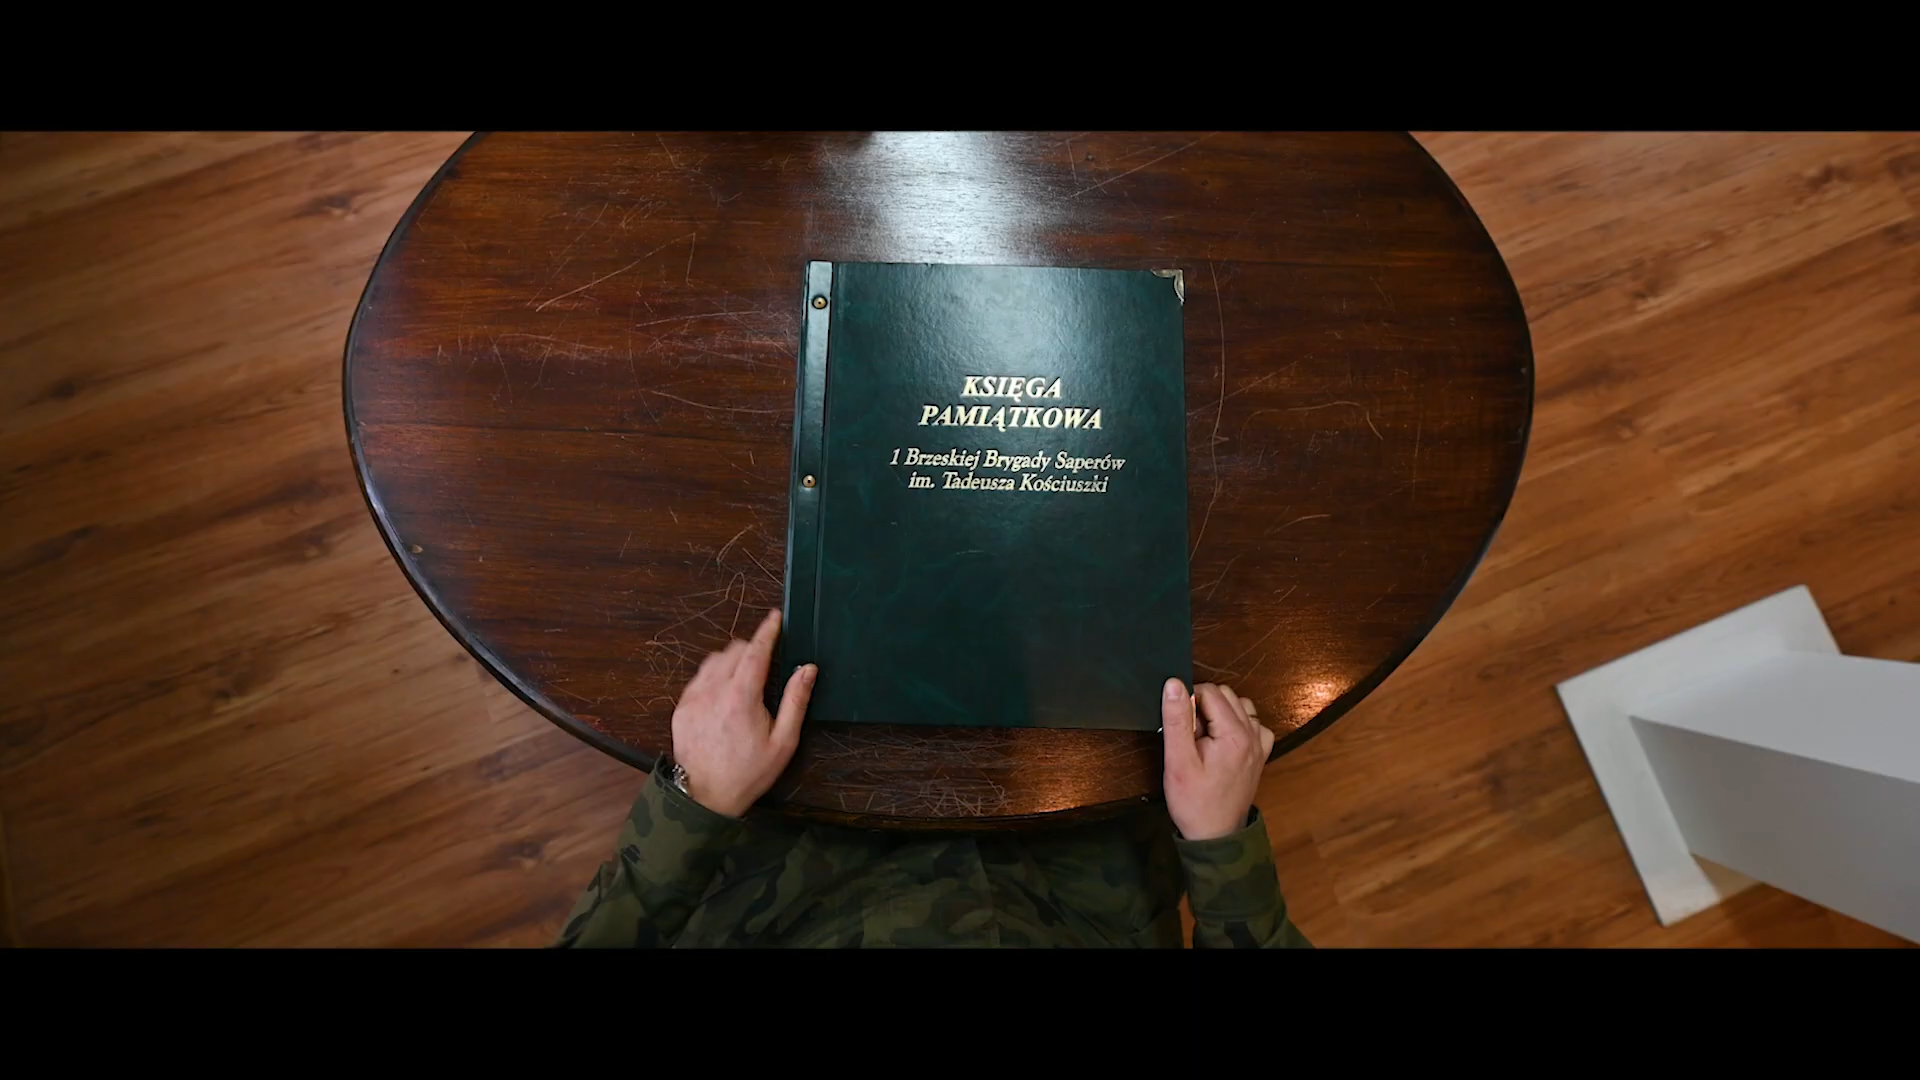 KSIĘGA
PAMIĄTKOWA
1 Brzeskiej Brygady Saperów
im. Tadeusza Kościuszki